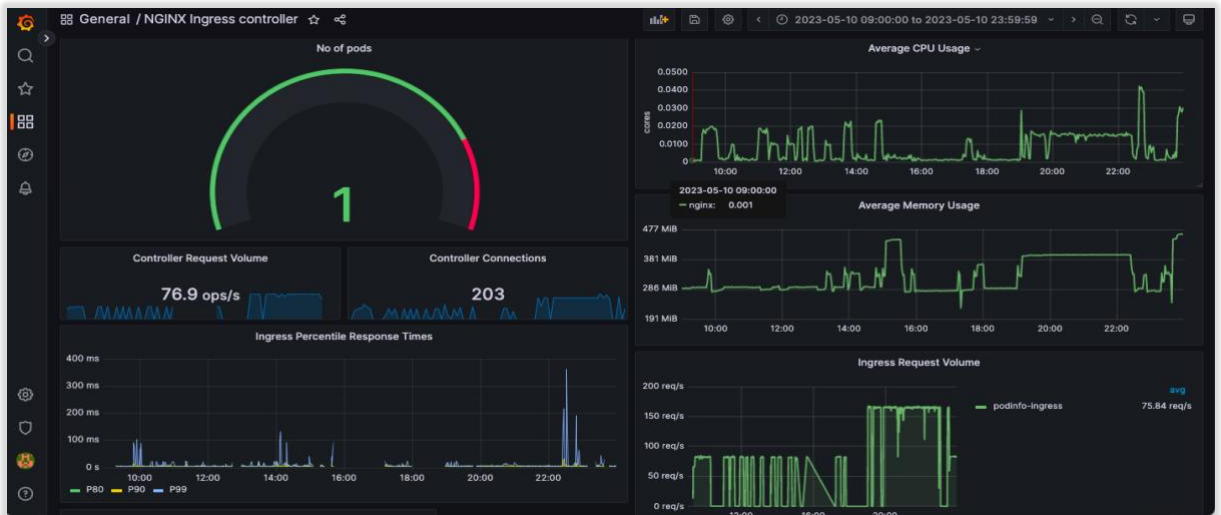 General / NGINX Ingress controller
2023-05-10 09:00:00 to 2023-05-10 23:59:59
No of pods
1
Average CPU Usage
cores
0.0500
0.0400
0.0300
0.0200
0.0100
0
10:00 12:00 14:00 16:00 18:00 20:00 22:00
2023-05-10 09:00:00
nginx: 0.001
Controller Request Volume
76.9 ops/s
Controller Connections
203
Average Memory Usage
477 MiB
381 MiB
286 MiB
191 MiB
10:00 12:00 14:00 16:00 18:00 20:00 22:00
Ingress Percentile Response Times
400 ms
300 ms
200 ms
100 ms
0 s
10:00 12:00 14:00 16:00 18:00 20:00 22:00
P80 P90 P99
Ingress Request Volume
200 req/s
150 req/s
100 req/s
50 req/s
0 req/s
12:00 16:00 20:00
avg
podinfo-ingress 75.84 req/s